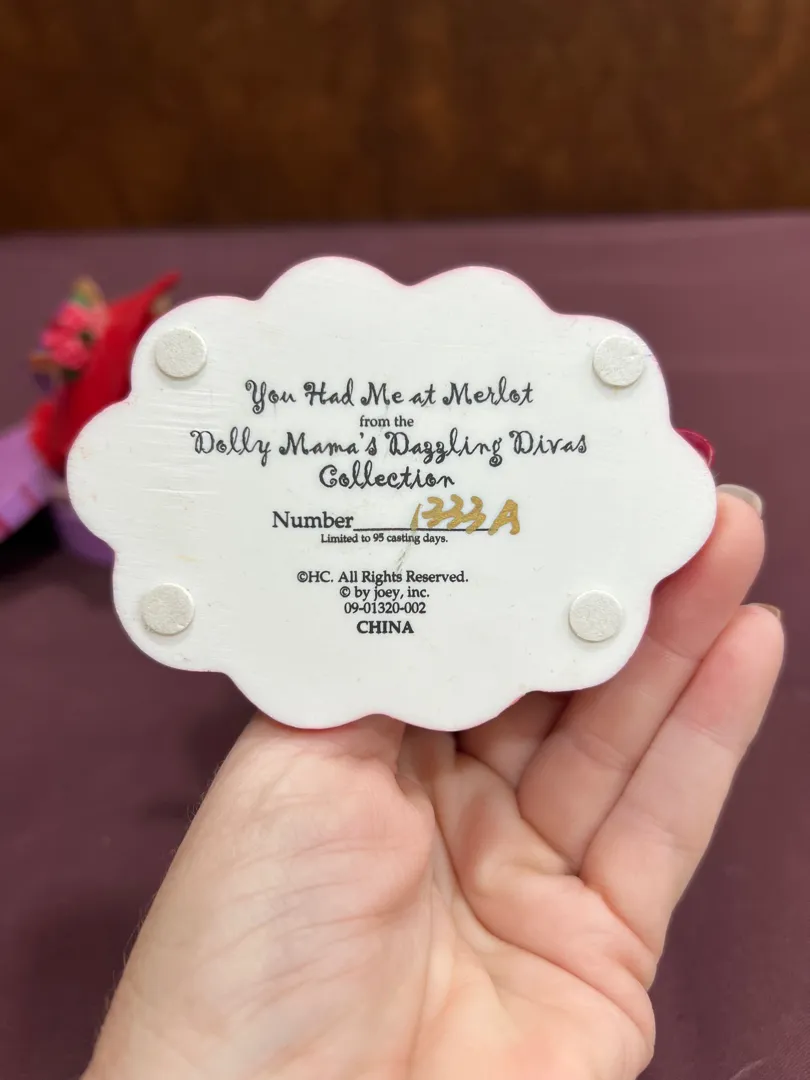 You Had Me at Merlot
from the
Dolly Mama's Dazzling Divas
Collection
Number 1333A
Limited to 95 casting days.
©HC. All Rights Reserved.
© by joey, inc.
09-01320-002
CHINA